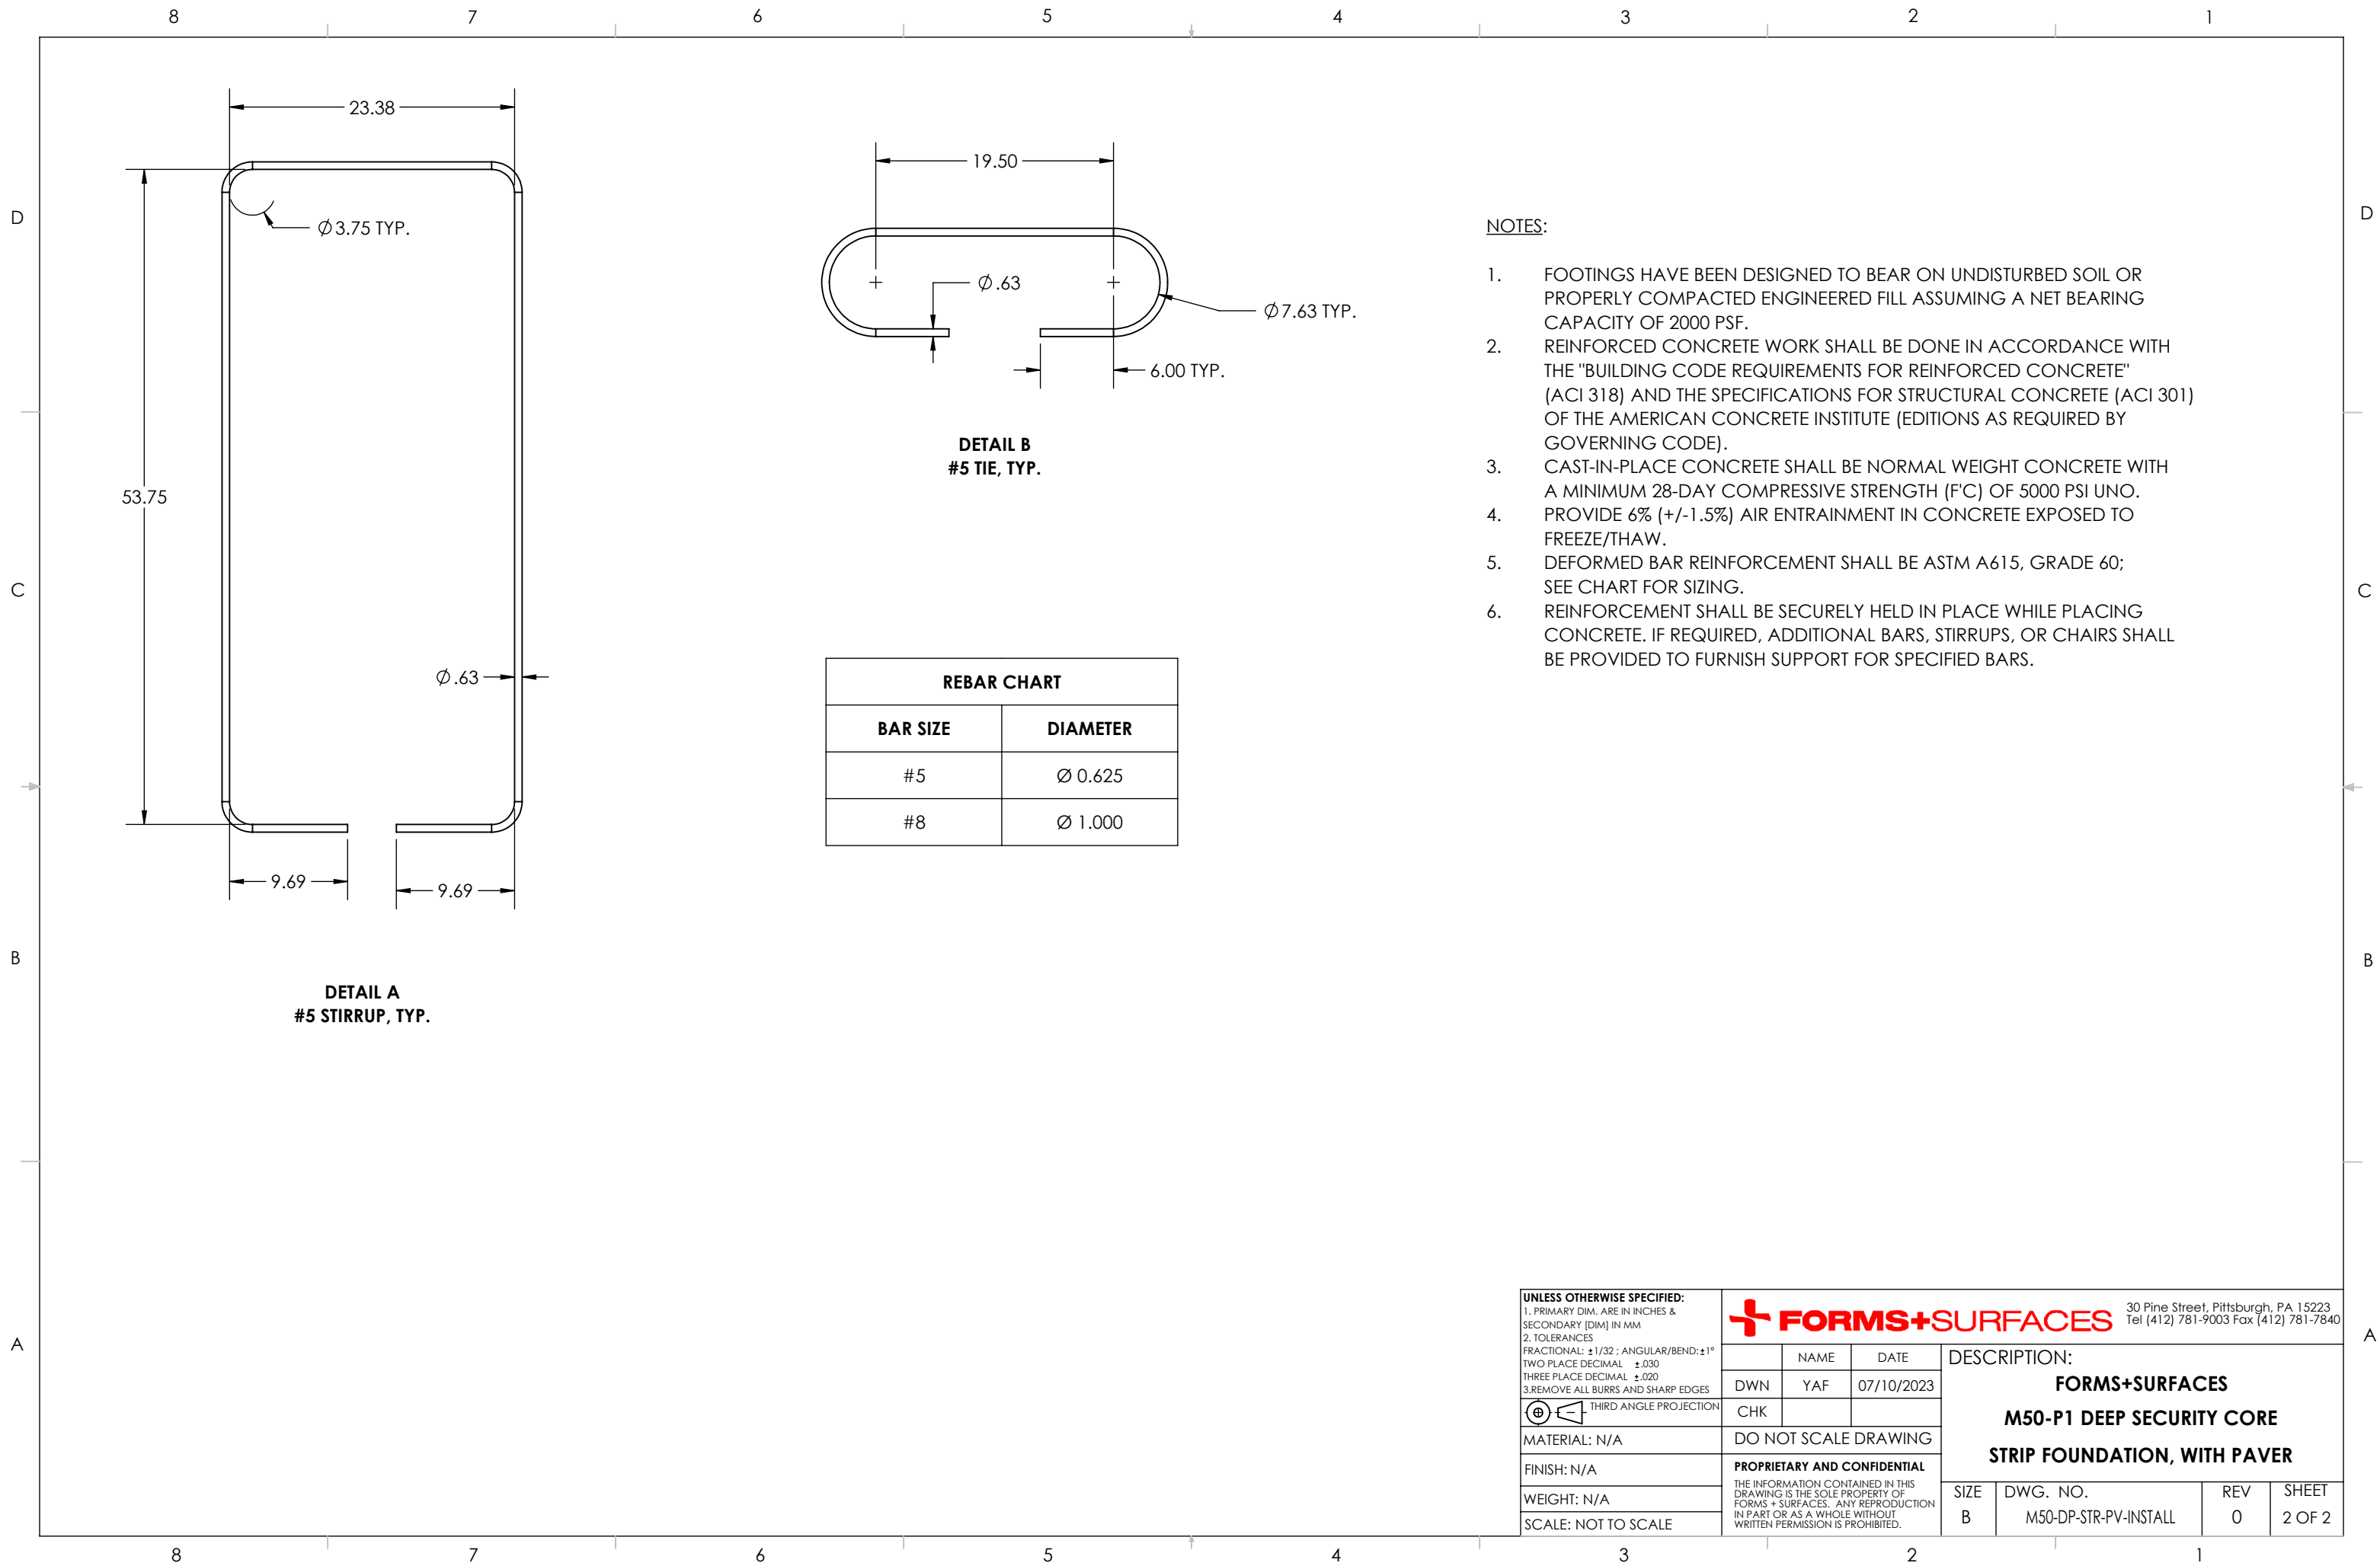 8 7 6 5 4 3 2 1
D D
C C
B B
A A
23.38
Ø3.75 TYP.
53.75
Ø.63
9.69
9.69
DETAIL A
#5 STIRRUP, TYP.
19.50
Ø.63
Ø7.63 TYP.
6.00 TYP.
DETAIL B
#5 TIE, TYP.
REBAR CHART
BAR SIZE DIAMETER
#5 Ø 0.625
#8 Ø 1.000
NOTES:
1. FOOTINGS HAVE BEEN DESIGNED TO BEAR ON UNDISTURBED SOIL OR
PROPERLY COMPACTED ENGINEERED FILL ASSUMING A NET BEARING
CAPACITY OF 2000 PSF.
2. REINFORCED CONCRETE WORK SHALL BE DONE IN ACCORDANCE WITH
THE "BUILDING CODE REQUIREMENTS FOR REINFORCED CONCRETE"
(ACI 318) AND THE SPECIFICATIONS FOR STRUCTURAL CONCRETE (ACI 301)
OF THE AMERICAN CONCRETE INSTITUTE (EDITIONS AS REQUIRED BY
GOVERNING CODE).
3. CAST-IN-PLACE CONCRETE SHALL BE NORMAL WEIGHT CONCRETE WITH
A MINIMUM 28-DAY COMPRESSIVE STRENGTH (F'C) OF 5000 PSI UNO.
4. PROVIDE 6% (+/-1.5%) AIR ENTRAINMENT IN CONCRETE EXPOSED TO
FREEZE/THAW.
5. DEFORMED BAR REINFORCEMENT SHALL BE ASTM A615, GRADE 60;
SEE CHART FOR SIZING.
6. REINFORCEMENT SHALL BE SECURELY HELD IN PLACE WHILE PLACING
CONCRETE. IF REQUIRED, ADDITIONAL BARS, STIRRUPS, OR CHAIRS SHALL
BE PROVIDED TO FURNISH SUPPORT FOR SPECIFIED BARS.
UNLESS OTHERWISE SPECIFIED:
1. PRIMARY DIM. ARE IN INCHES &
SECONDARY [DIM] IN MM
2. TOLERANCES
FRACTIONAL: ±1/32 ; ANGULAR/BEND:±1°
TWO PLACE DECIMAL ±.030
THREE PLACE DECIMAL ±.020
3.REMOVE ALL BURRS AND SHARP EDGES
THIRD ANGLE PROJECTION
MATERIAL: N/A
FINISH: N/A
WEIGHT: N/A
SCALE: NOT TO SCALE
FORMS+SURFACES
30 Pine Street, Pittsburgh, PA 15223
Tel (412) 781-9003 Fax (412) 781-7840
NAME DATE
DWN YAF 07/10/2023
CHK
DO NOT SCALE DRAWING
PROPRIETARY AND CONFIDENTIAL
THE INFORMATION CONTAINED IN THIS
DRAWING IS THE SOLE PROPERTY OF
FORMS + SURFACES. ANY REPRODUCTION
IN PART OR AS A WHOLE WITHOUT
WRITTEN PERMISSION IS PROHIBITED.
DESCRIPTION:
FORMS+SURFACES
M50-P1 DEEP SECURITY CORE
STRIP FOUNDATION, WITH PAVER
SIZE DWG. NO. REV SHEET
B M50-DP-STR-PV-INSTALL 0 2 OF 2
8 7 6 5 4 3 2 1